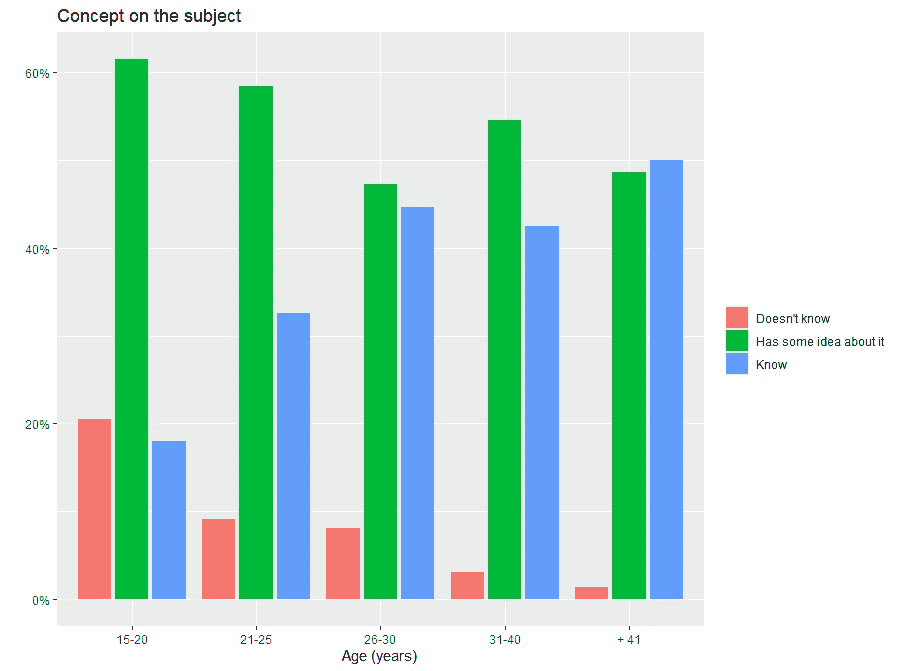 Concept on the subject
60%
40%
20%
0%
15-20
21-25
26-30
31-40
+ 41
Age (years)
Doesn't know
Has some idea about it
Know